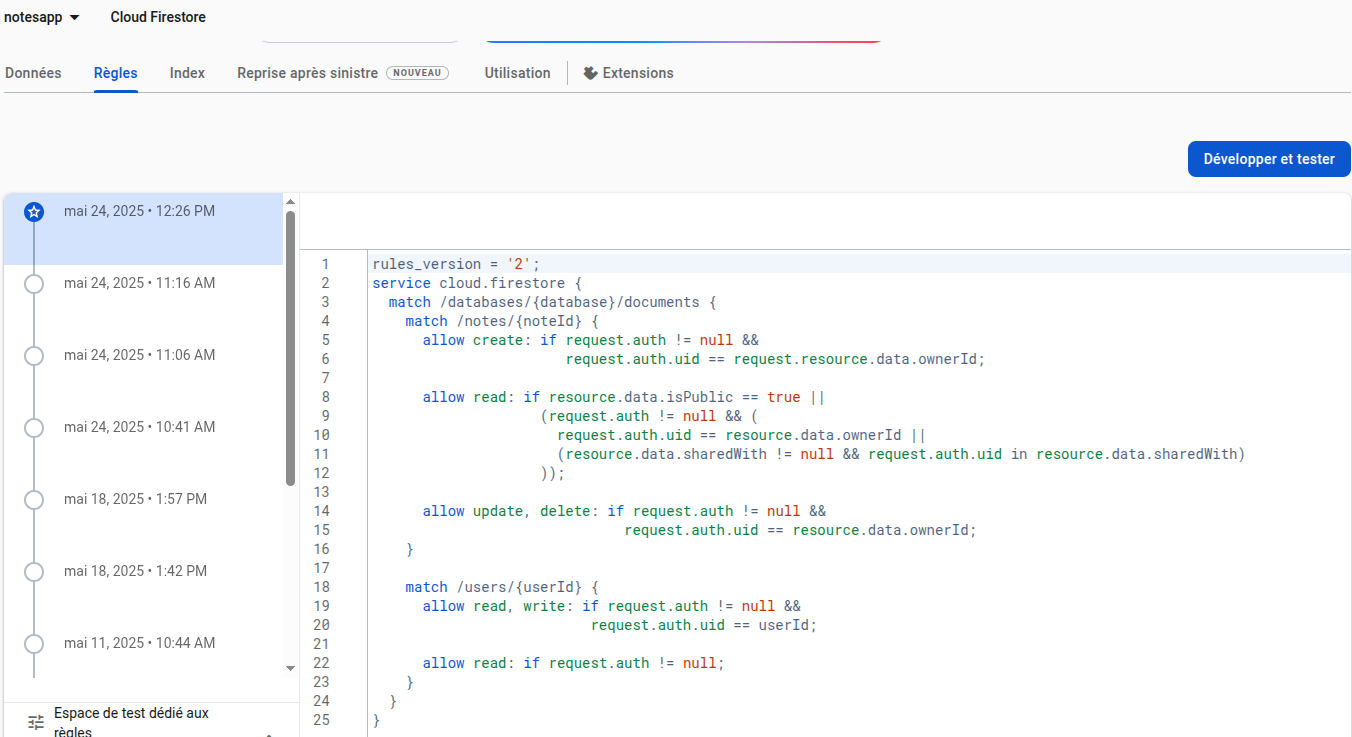 notesapp Cloud Firestore
Données Règles Index Reprise après sinistre NOUVEAU Utilisation Extensions
Développer et tester
mai 24, 2025 • 12:26 PM
mai 24, 2025 • 11:16 AM
mai 24, 2025 • 11:06 AM
mai 24, 2025 • 10:41 AM
mai 18, 2025 • 1:57 PM
mai 18, 2025 • 1:42 PM
mai 11, 2025 • 10:44 AM
Espace de test dédié aux
règles
1 rules_version = '2';
2 service cloud.firestore {
3   match /databases/{database}/documents {
4     match /notes/{noteId} {
5       allow create: if request.auth != null &&
6                        request.auth.uid == request.resource.data.ownerId;
7
8       allow read: if resource.data.isPublic == true ||
9                     (request.auth != null && (
10                       request.auth.uid == resource.data.ownerId ||
11                       (resource.data.sharedWith != null && request.auth.uid in resource.data.sharedWith)
12                     ));
13
14       allow update, delete: if request.auth != null &&
15                               request.auth.uid == resource.data.ownerId;
16     }
17
18     match /users/{userId} {
19       allow read, write: if request.auth != null &&
20                           request.auth.uid == userId;
21
22       allow read: if request.auth != null;
23     }
24   }
25 }